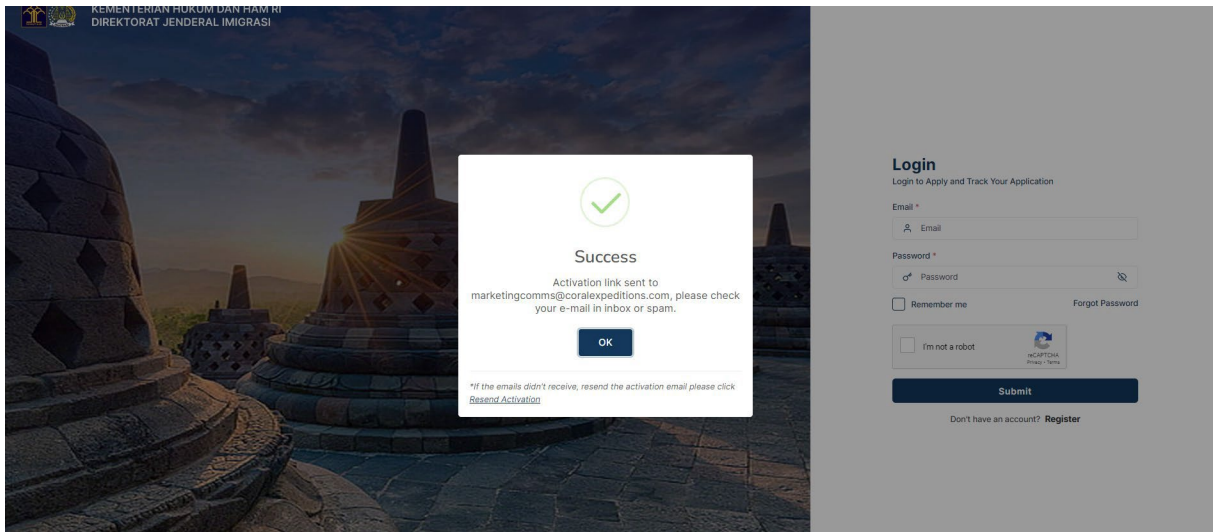 KEMENTERIAN HUKUM DAN HAM RI
DIREKTORAT JENDERAL IMIGRASI
Success
Activation link sent to
marketingcomms@coralexpeditions.com, please check
your e-mail in inbox or spam.
OK
*If the emails didn't receive, resend the activation email please click
Resend Activation
Login
Login to Apply and Track Your Application
Email *
Email
Password *
Password
Remember me
Forgot Password
I'm not a robot
reCAPTCHA
Privacy - Terms
Submit
Don't have an account? Register